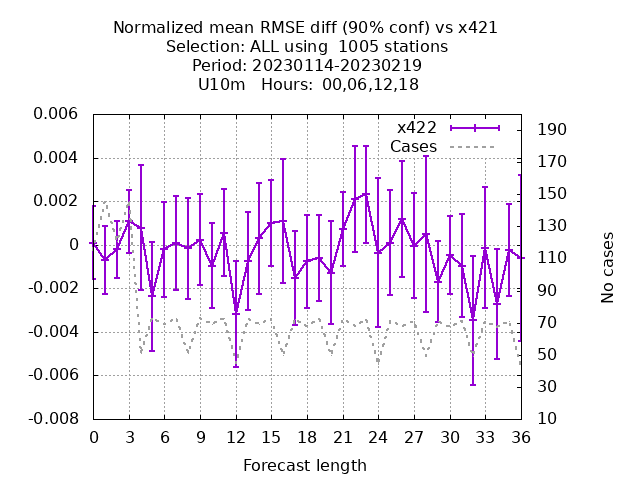 Normalized mean RMSE diff (90% conf) vs x421
Selection: ALL using  1005 stations
Period: 20230114-20230219
U10m   Hours:  00,06,12,18
x422
Cases
0.006
0.004
0.002
0
-0.002
-0.004
-0.006
-0.008
190
170
150
130
110
90
70
50
30
10
No cases
0 3 6 9 12 15 18 21 24 27 30 33 36
Forecast length